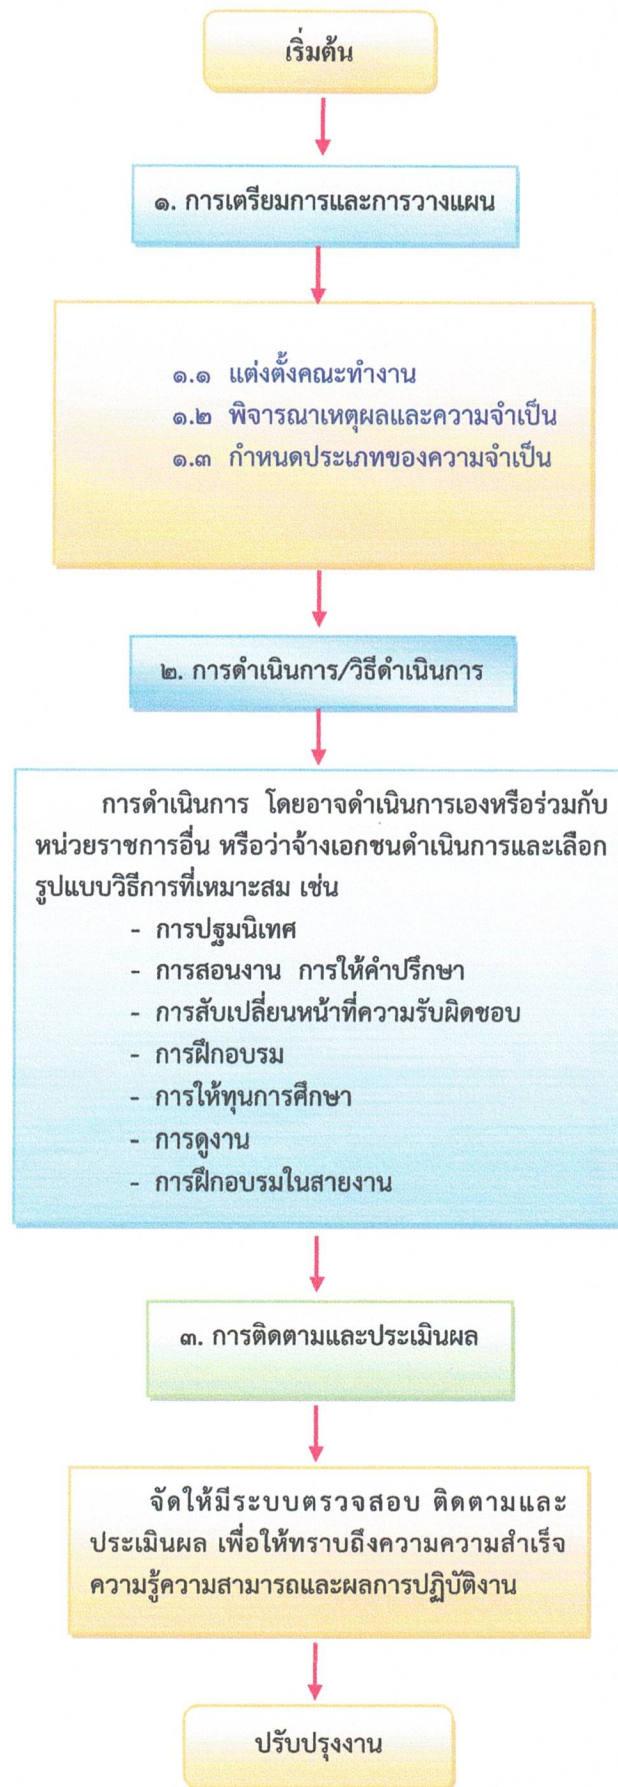 เริ่มต้น
๑. การเตรียมการและการวางแผน
๑.๑ แต่งตั้งคณะทำงาน
๑.๒ พิจารณาเหตุผลและความจำเป็น
๑.๓ กำหนดประเภทของความจำเป็น
๒. การดำเนินการ/วิธีดำเนินการ
การดำเนินการ โดยอาจดำเนินการเองหรือร่วมกับ
หน่วยราชการอื่น หรือว่าจ้างเอกชนดำเนินการและเลือก
รูปแบบวิธีการที่เหมาะสม เช่น
- การปฐมนิเทศ
- การสอนงาน การให้คำปรึกษา
- การสับเปลี่ยนหน้าที่ความรับผิดชอบ
- การฝึกอบรม
- การให้ทุนการศึกษา
- การดูงาน
- การฝึกอบรมในสายงาน
๓. การติดตามและประเมินผล
จัดให้มีระบบตรวจสอบ ติดตามและ
ประเมินผล เพื่อให้ทราบถึงความความสำเร็จ
ความรู้ความสามารถและผลการปฏิบัติงาน
ปรับปรุงงาน